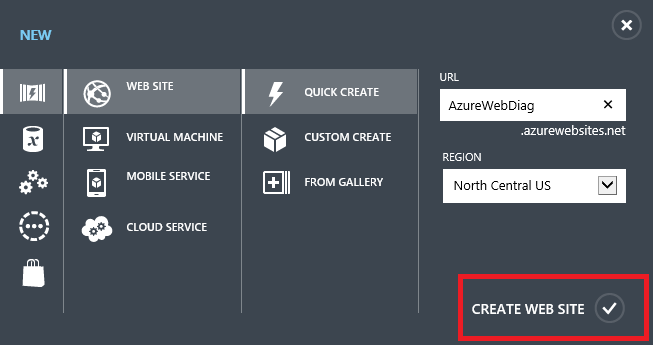 NEW
WEB SITE
VIRTUAL MACHINE
MOBILE SERVICE
CLOUD SERVICE
QUICK CREATE
CUSTOM CREATE
FROM GALLERY
URL
AzureWebDiag
.azurewebsites.net
REGION
North Central US
CREATE WEB SITE